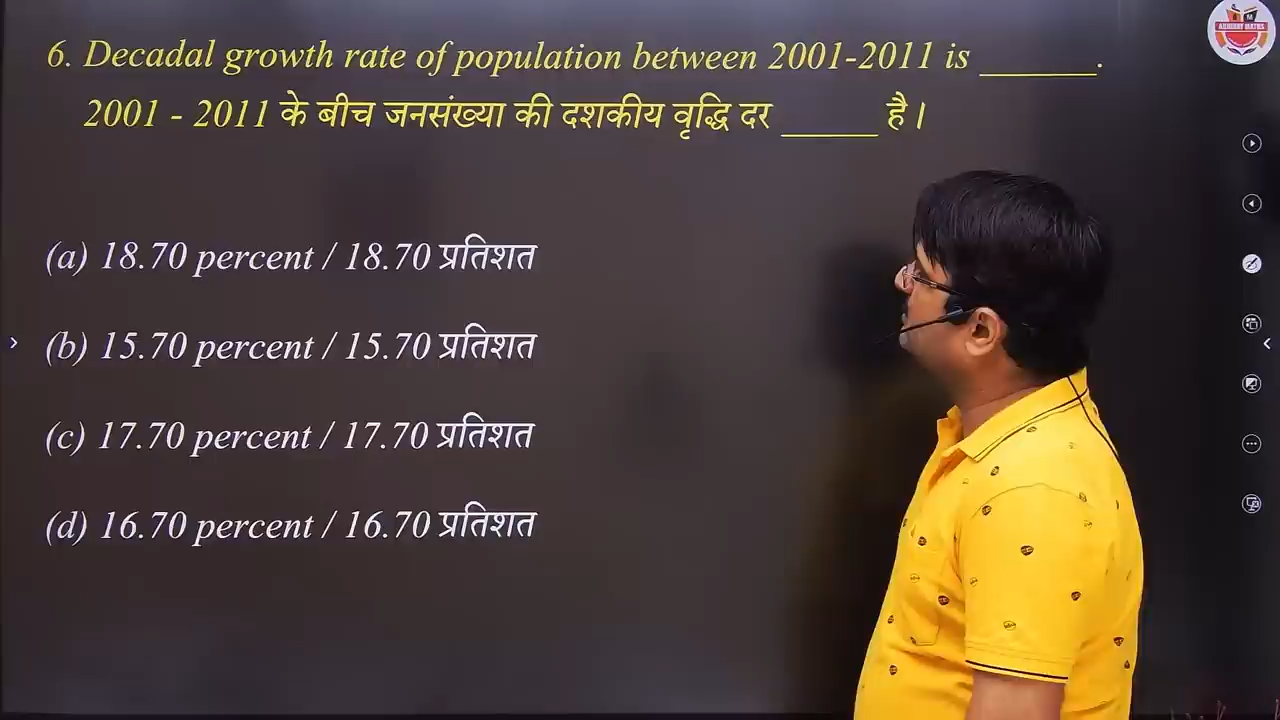 6. Decadal growth rate of population between 2001-2011 is ______.
2001 - 2011 के बीच जनसंख्या की दशकीय वृद्धि दर _____ है।
(a) 18.70 percent / 18.70 प्रतिशत
(b) 15.70 percent / 15.70 प्रतिशत
(c) 17.70 percent / 17.70 प्रतिशत
(d) 16.70 percent / 16.70 प्रतिशत